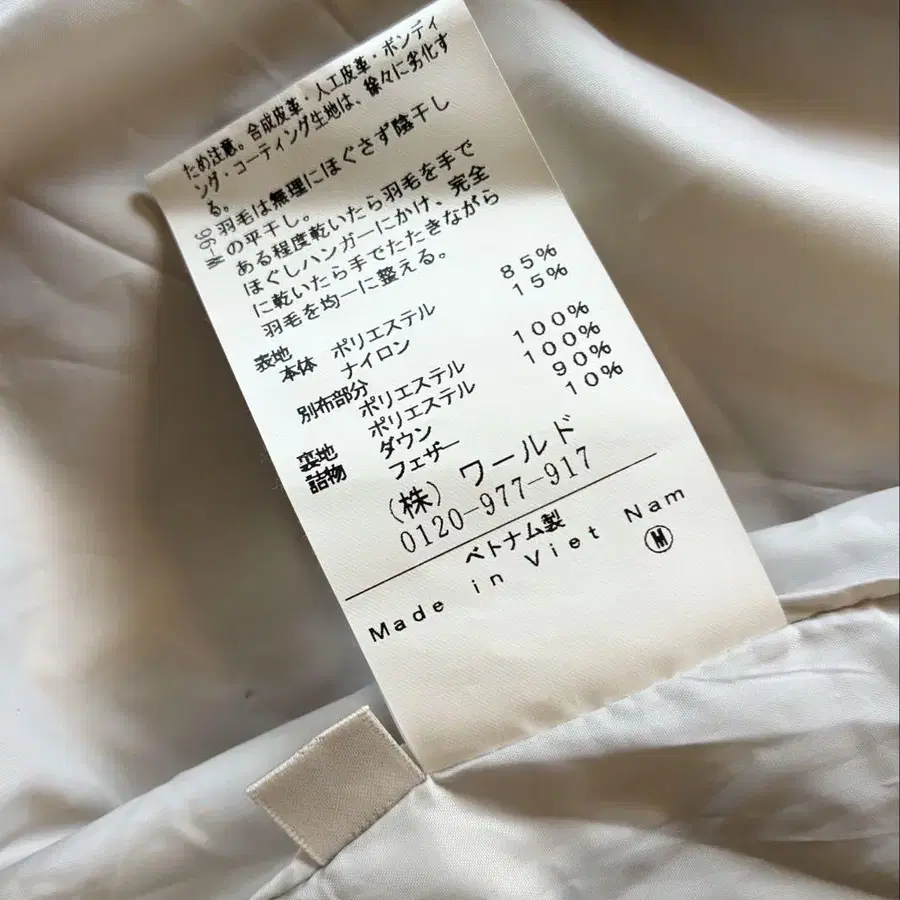 ため注意。合成皮革・人工皮革・ボンディ
ング・コーティング生地は、徐々に劣化す
る。
W-96
羽毛は無理にほぐさず陰干し
の平干し。
ある程度乾いたら羽毛を手で
ほぐしハンガーにかけ、完全
に乾いたら手でたたきながら
羽毛を均一に整える。
表地
本体 ポリエステル 85%
ナイロン 15%
別布部分
ポリエステル 100%
裏地 ポリエステル 100%
詰物 ダウン 90%
フェザー 10%
(株)ワールド
0120-977-917
ベトナム製
Made in Viet Nam
M